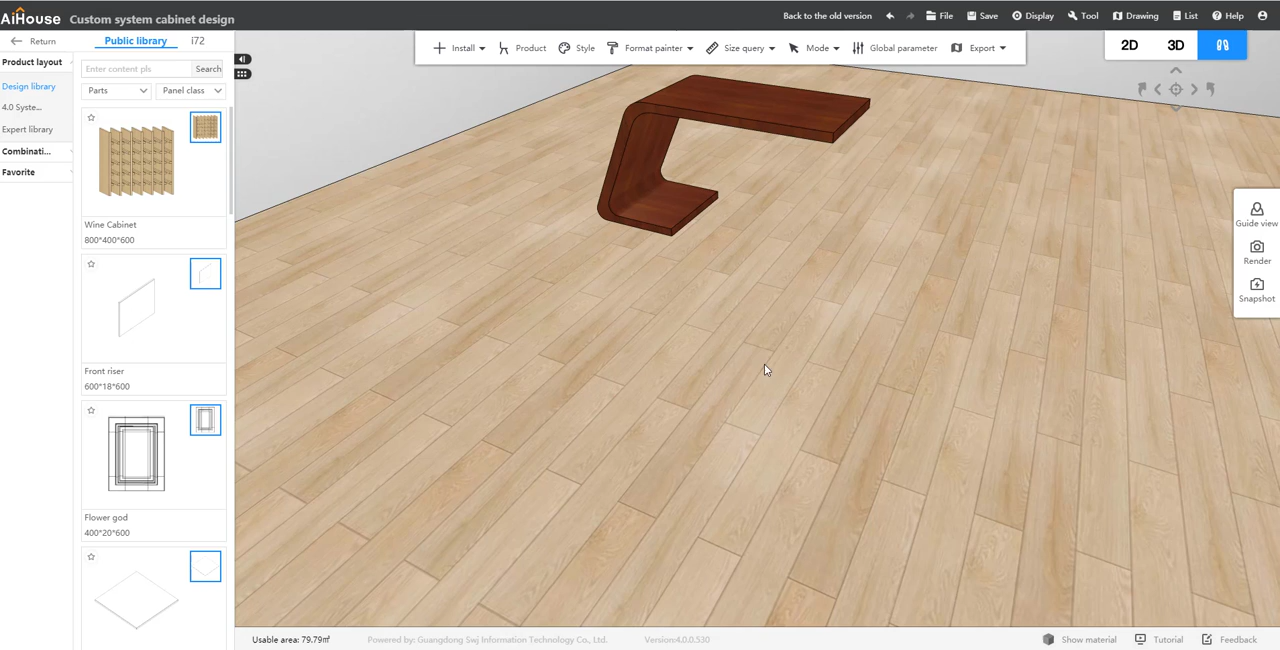 AiHouse Custom system cabinet design
Back to the old version File Save Display Tool Drawing List Help
Return Public library i72
Install Product Style Format painter Size query Mode Global parameter Export
2D 3D
Product layout
Enter content pls Search
Design library
Parts Panel class
4.0 Syste...
Expert library
Combinati...
Favorite
Wine Cabinet
800*400*600
Front riser
600*18*600
Flower god
400*20*600
Guide view
Render
Snapshot
Usable area: 79.79㎡ Powered by: Guangdong Swj Information Technology Co., Ltd. Version:4.0.0.530 Show material Tutorial Feedback